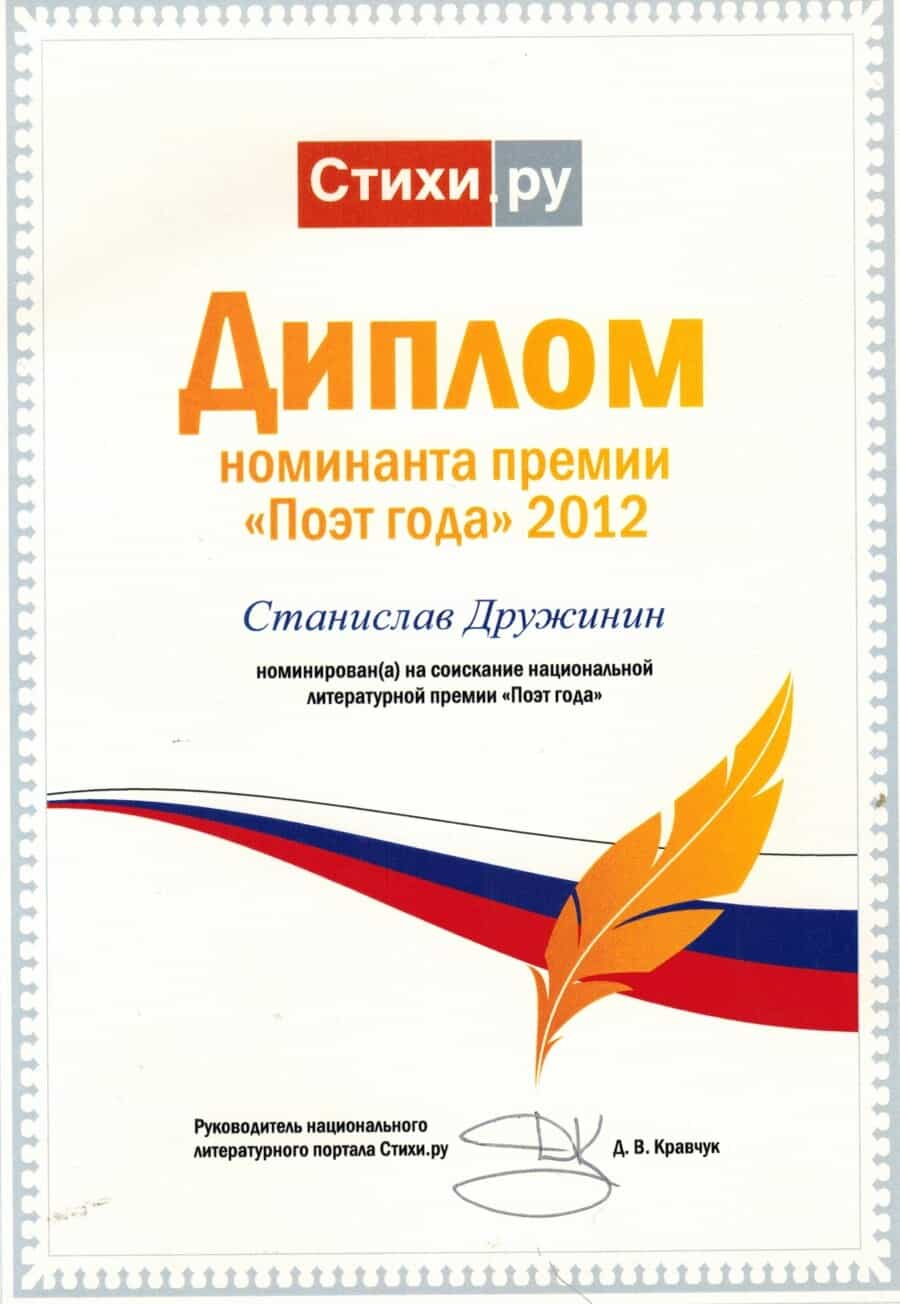 Стихи.ру
Диплом
номинанта премии
«Поэт года» 2012
Станислав Дружинин
номинирован(а) на соискание национальной
литературной премии «Поэт года»
Руководитель национального
литературного портала Стихи.ру
Д. В. Кравчук